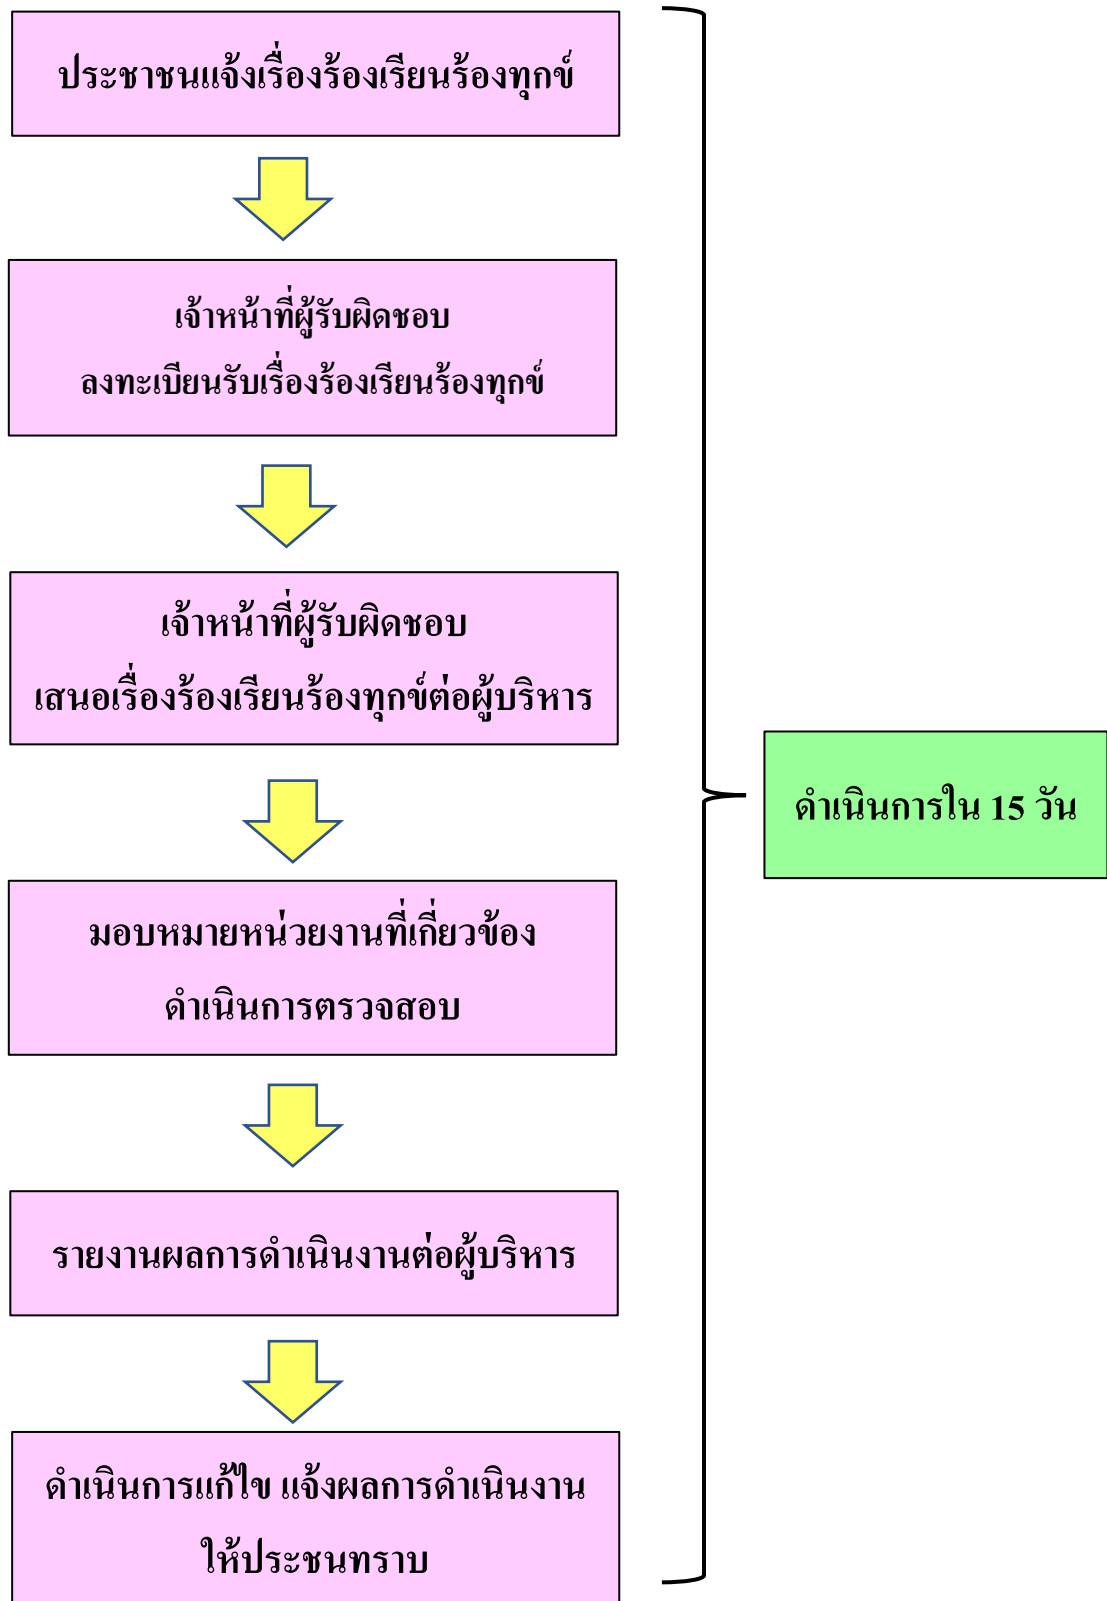 ประชาชนแจ้งเรื่องร้องเรียนร้องทุกข์
เจ้าหน้าที่ผู้รับผิดชอบ
ลงทะเบียนรับเรื่องร้องเรียนร้องทุกข์
เจ้าหน้าที่ผู้รับผิดชอบ
เสนอเรื่องร้องเรียนร้องทุกข์ต่อผู้บริหาร
มอบหมายหน่วยงานที่เกี่ยวข้อง
ดำเนินการตรวจสอบ
รายงานผลการดำเนินงานต่อผู้บริหาร
ดำเนินการแก้ไข แจ้งผลการดำเนินงาน
ให้ประชนทราบ
ดำเนินการใน 15 วัน